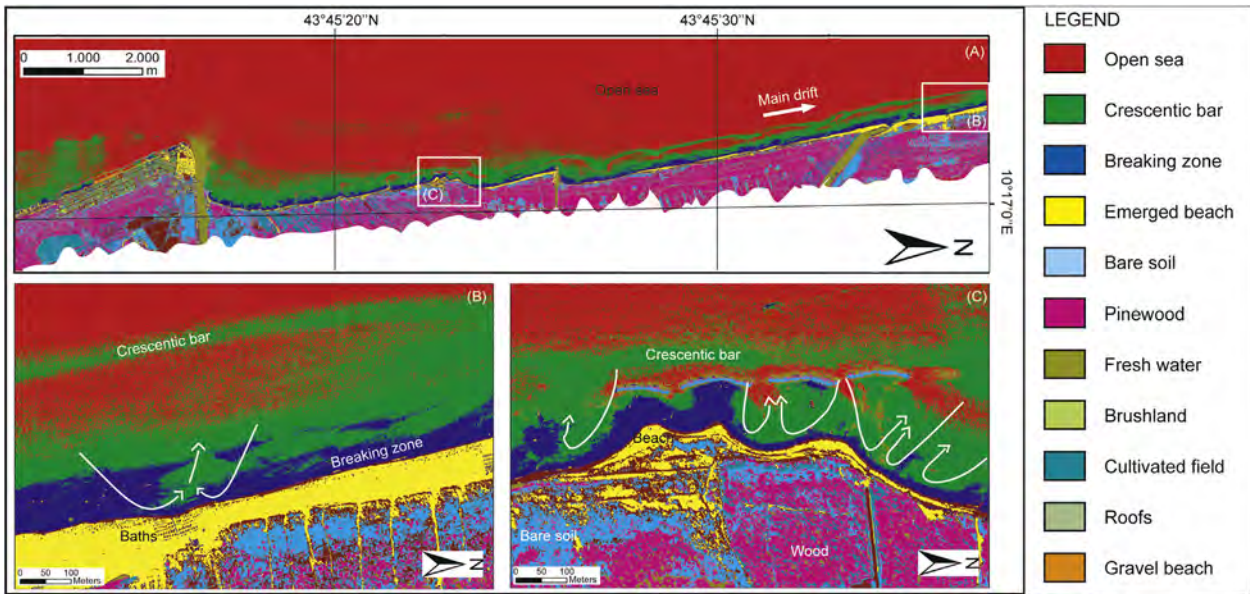 43°45'20"N
43°45'30"N
0 1.000 2.000
m
(A)
Open sea
Main drift
(B)
(C)
10°17'0"E
N
(B)
Crescentic bar
Breaking zone
Baths
0 50 100
Meters
N
(C)
Crescentic bar
Beach
Bare soil
Wood
0 50 100
Meters
N
LEGEND
Open sea
Crescentic bar
Breaking zone
Emerged beach
Bare soil
Pinewood
Fresh water
Brushland
Cultivated field
Roofs
Gravel beach